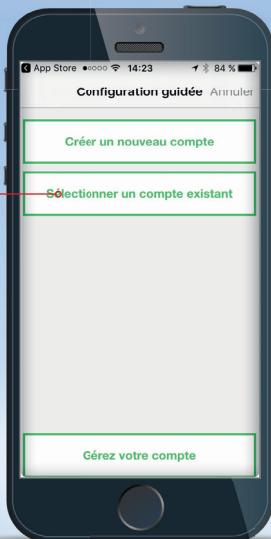 App Store 14:23 84 %
Configuration guidée Annuler
Créer un nouveau compte
Sélectionner un compte existant
Gérez votre compte